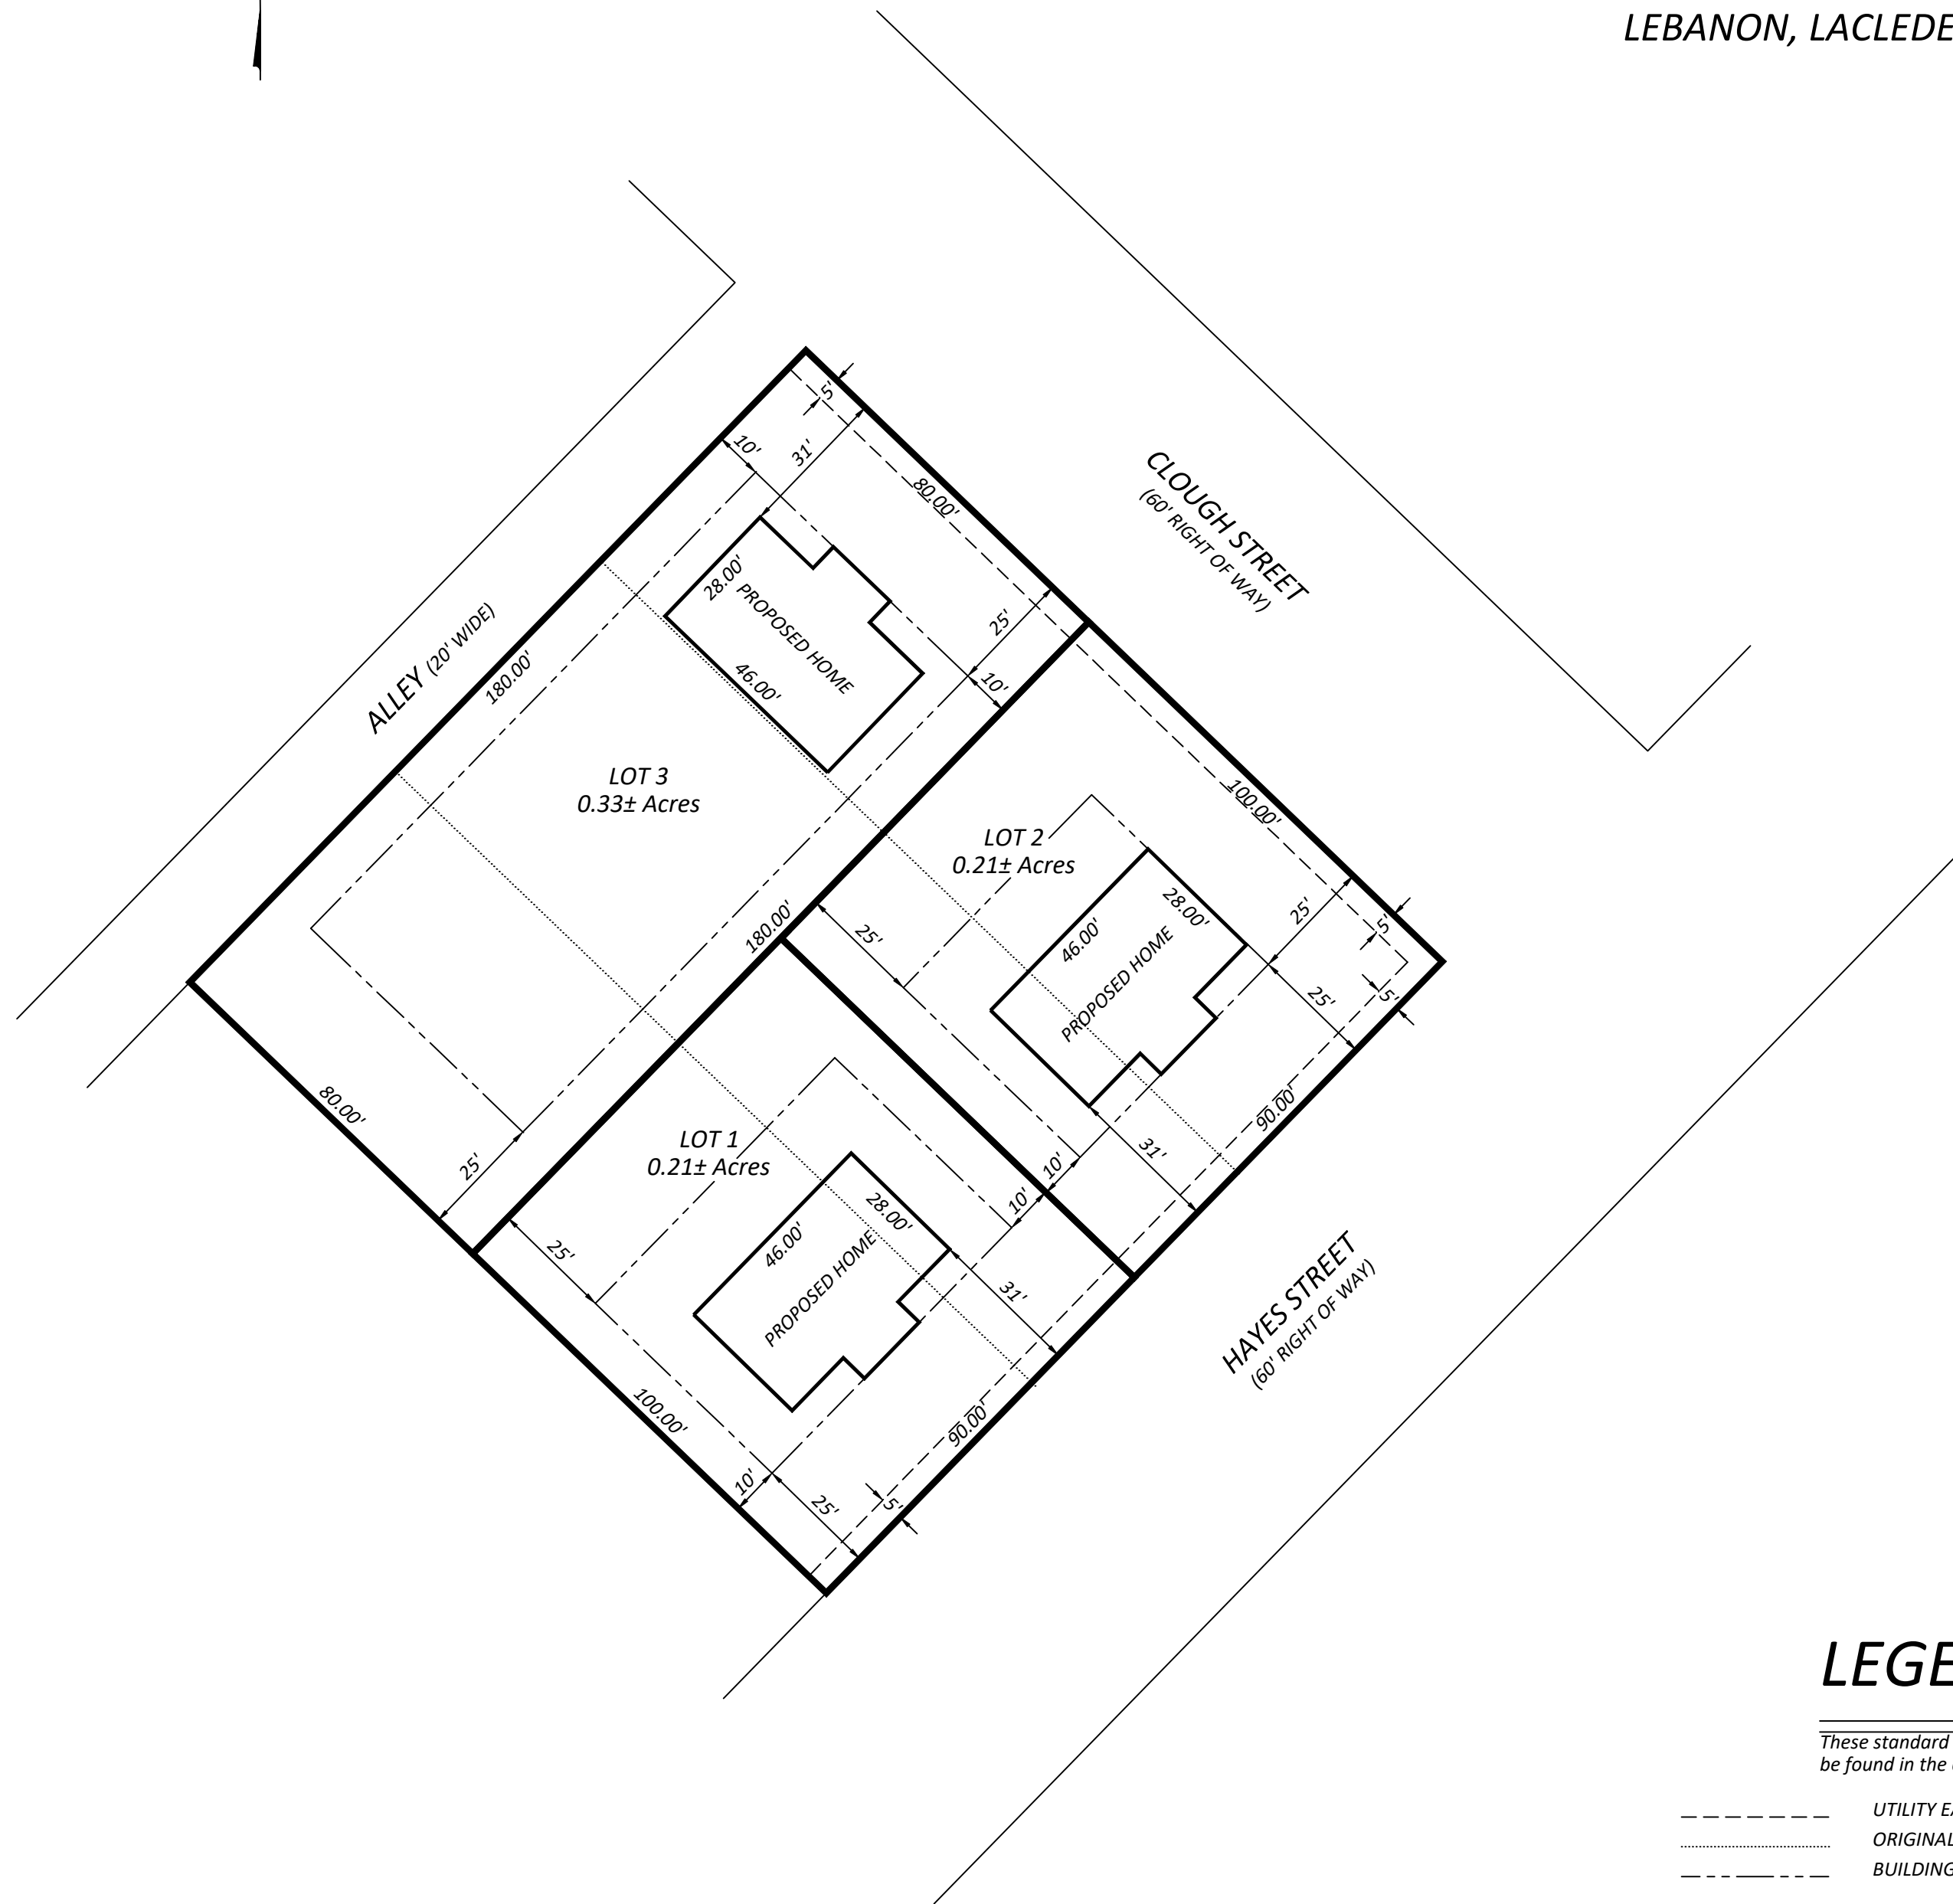 LEBANON, LACLEDE
5'
10'
31'
80.00'
CLOUGH STREET
(60' RIGHT OF WAY)
28.00'
PROPOSED HOME
46.00'
25'
10'
ALLEY (20' WIDE)
180.00'
LOT 3
0.33± Acres
100.00'
LOT 2
0.21± Acres
28.00'
46.00'
PROPOSED HOME
25'
5'
180.00'
25'
25'
5'
80.00'
90.00'
31'
10'
10'
25'
LOT 1
0.21± Acres
28.00'
46.00'
PROPOSED HOME
25'
31'
HAYES STREET
(60' RIGHT OF WAY)
100.00'
90.00'
10'
25'
5'
LEGE
These standard
be found in the
UTILITY EA
ORIGINAL
BUILDING